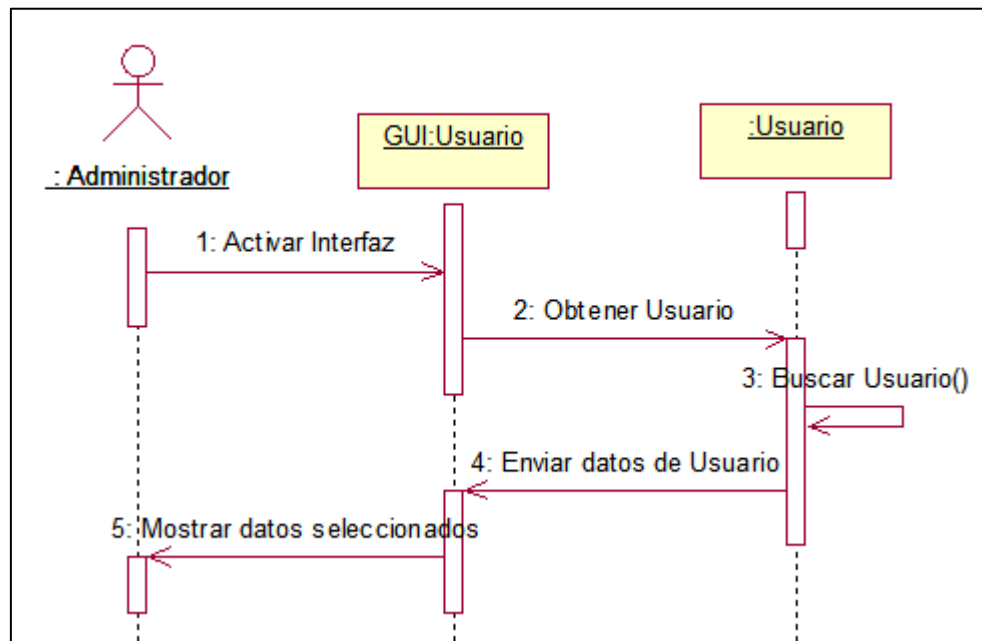 : Administrador
GUI:Usuario
:Usuario
1: Activar Interfaz
2: Obtener Usuario
3: Buscar Usuario()
4: Enviar datos de Usuario
5: Mostrar datos seleccionados